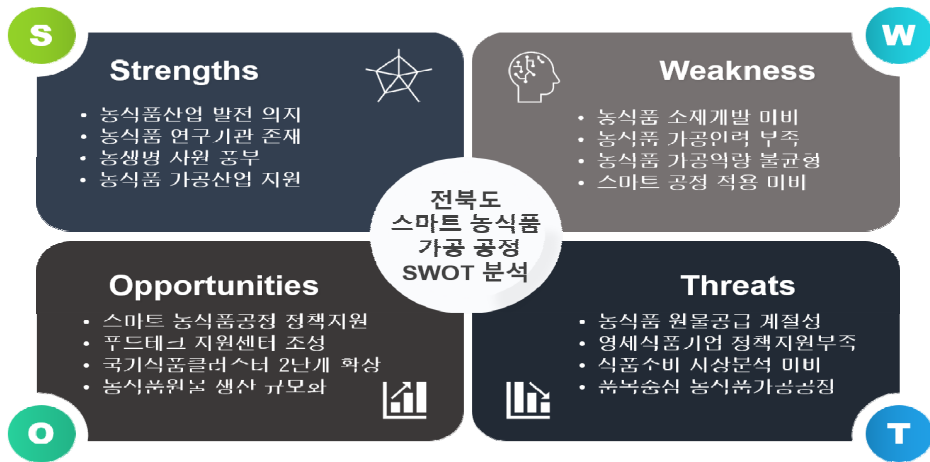 S
Strengths
• 농식품산업 발전 의지
• 농식품 연구기관 존재
• 농생명 자원 풍부
• 농식품 가공산업 지원
W
Weakness
• 농식품 소재개발 미비
• 농식품 가공인력 부족
• 농식품 가공역량 불균형
• 스마트 공정 적용 미비
전북도
스마트 농식품
가공 공정
SWOT 분석
Opportunities
• 스마트 농식품공정 정책지원
• 푸드테크 지원센터 조성
• 국가식품클러스터 2단계 확장
• 농식품원물 생산 규모화
O
Threats
• 농식품 원물공급 계절성
• 영세식품기업 정책지원부족
• 식품소비 시장분석 미비
• 품목중심 농식품가공공정
T